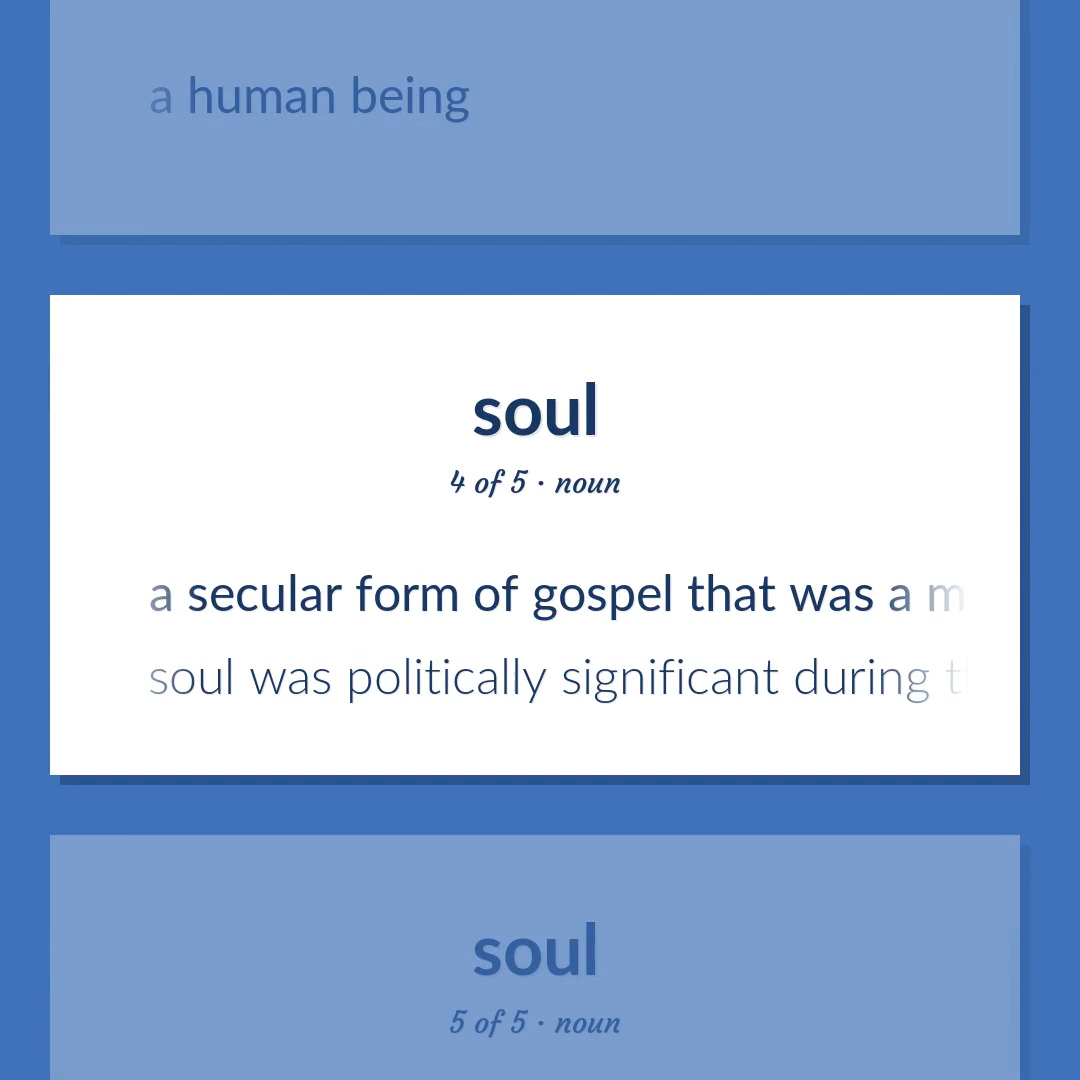 a human being
soul
4 of 5 · noun
a secular form of gospel that was a
soul was politically significant during
soul
5 of 5 · noun